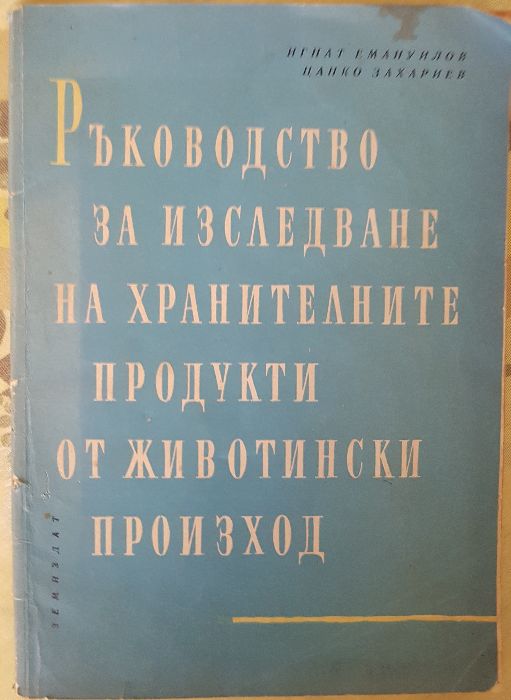 ИГНАТ ЕМАНУИЛОВ
ЦАНКО ЗАХАРИЕВ
РЪКОВОДСТВО
ЗА ИЗСЛЕДВАНЕ
НА ХРАНИТЕЛНИТЕ
ПРОДУКТИ
ОТ ЖИВОТИНСКИ
ПРОИЗХОД
ЗЕМИЗДАТ